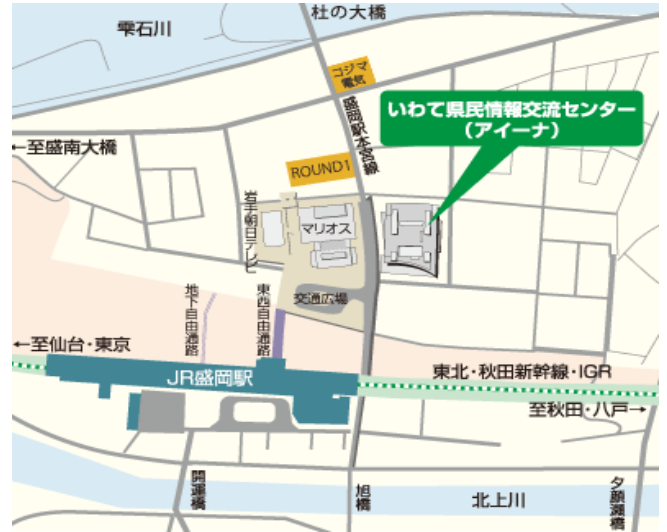 杜の大橋
雫石川
コジマ
電気
いわて県民情報交流センター
（アイーナ）
盛岡駅本宮線
←至盛南大橋
ROUND1
岩手朝日テレビ
マリオス
交通広場
地下自由通路
東西自由通路
←至仙台・東京
JR盛岡駅
東北・秋田新幹線・IGR
至秋田・八戸→
開運橋
旭橋
北上川
夕顔瀬橋